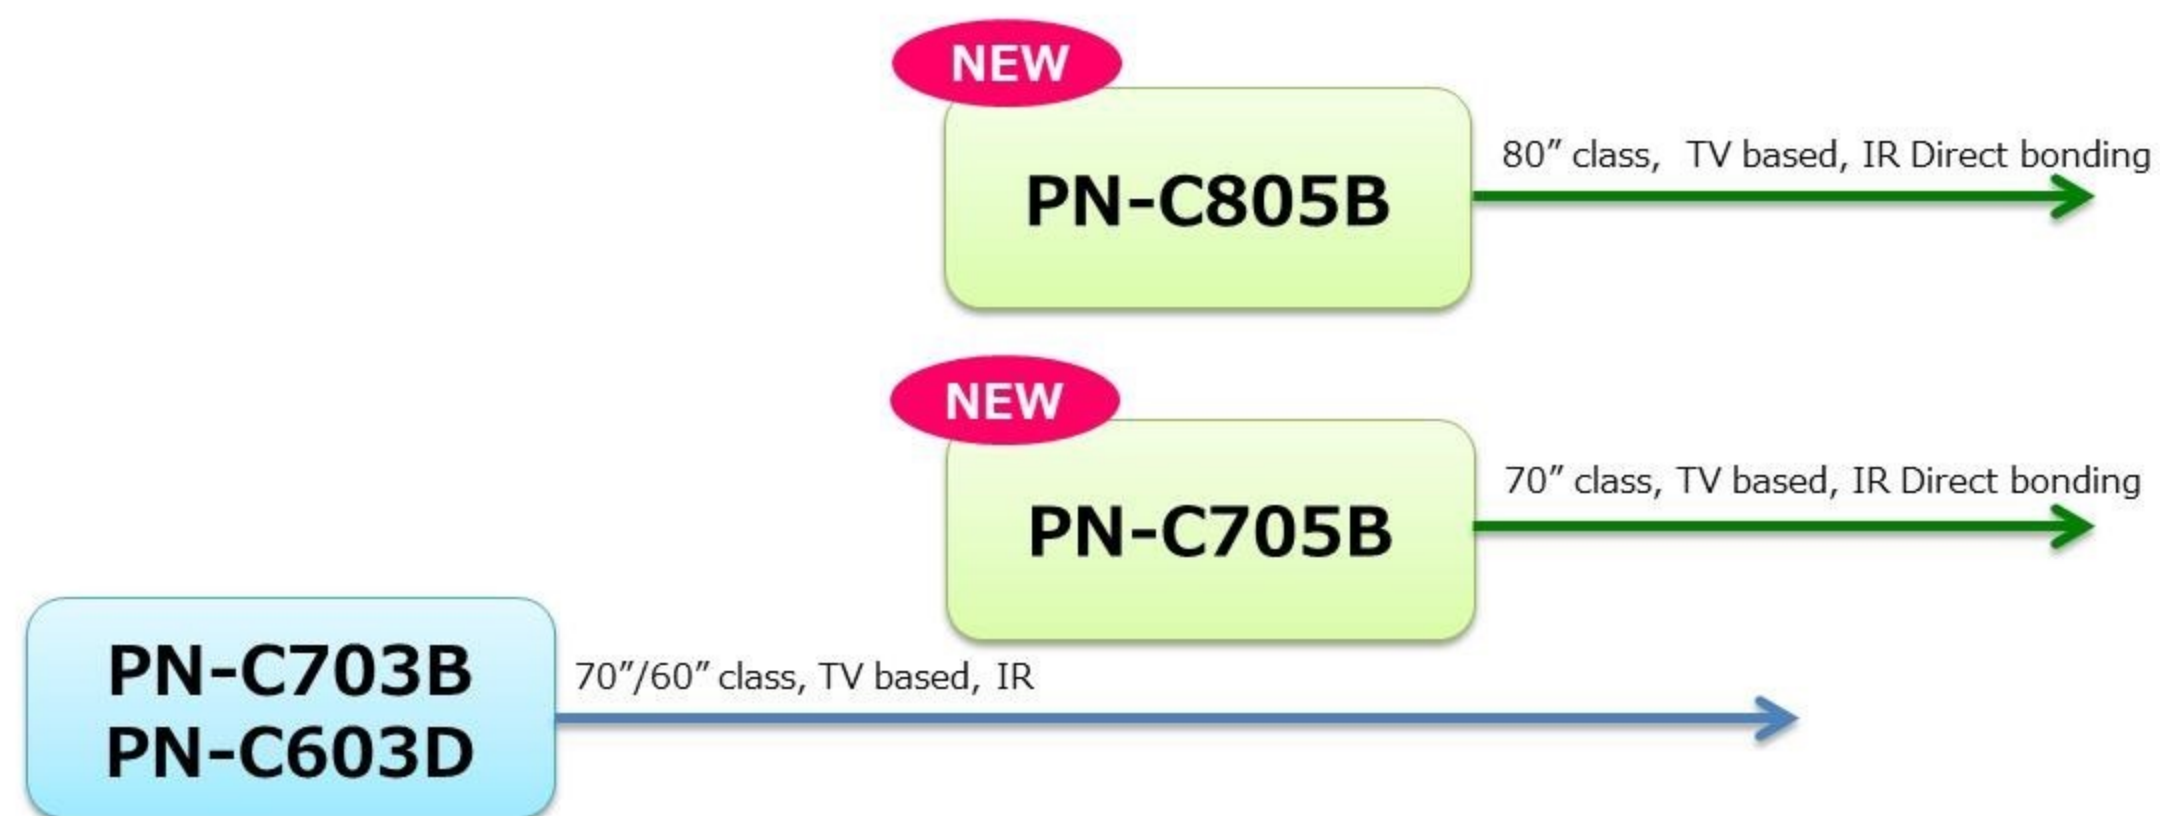 NEW
PN-C805B
80″ class, TV based, IR Direct bonding
NEW
PN-C705B
70″ class, TV based, IR Direct bonding
PN-C703B
PN-C603D
70″/60″ class, TV based, IR